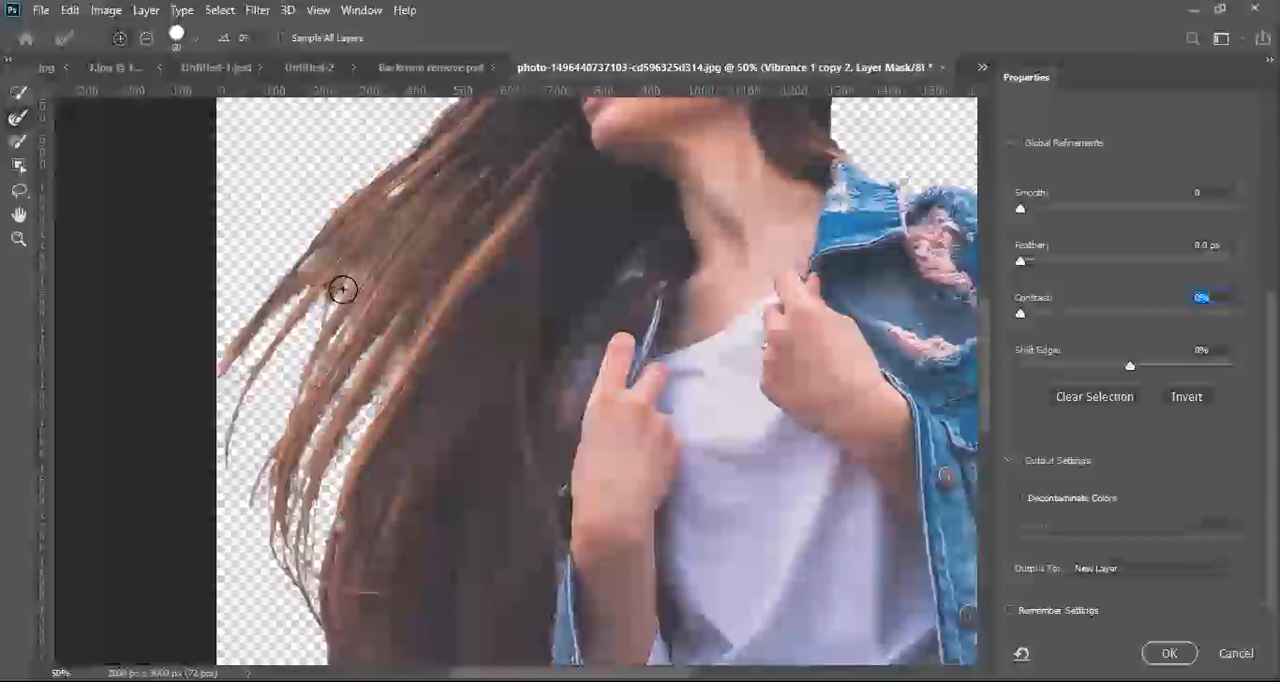 Ps File Edit Image Layer Type Select Filter 3D View Window Help
Sample All Layers
Untitled-1.psd Untitled-2 photo-1496440737103-cd596325d314.jpg @ 50% (Vibrance 1 copy 2, Layer Mask/8) *
Properties
Global Refinements
Smooth: 0
Feather: 0.0 px
Contrast: 0%
Shift Edge: 0%
Clear Selection Invert
Output Settings
Decontaminate Colors
Output To: New Layer
Remember Settings
OK Cancel
50%